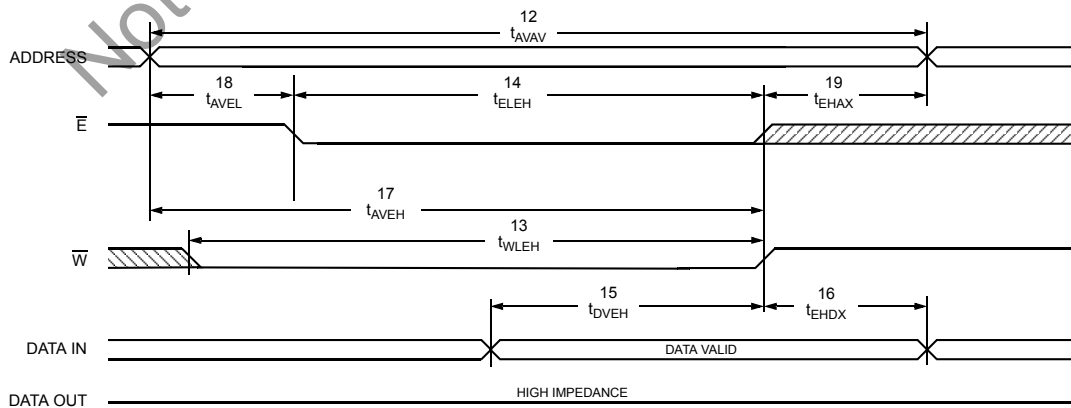 Not
12
tAVAV
ADDRESS
18
tAVEL
14
tELEH
19
tEHAX
E
17
tAVEH
13
tWLEH
W
15
tDVEH
16
tEHDX
DATA IN
DATA VALID
DATA OUT
HIGH IMPEDANCE